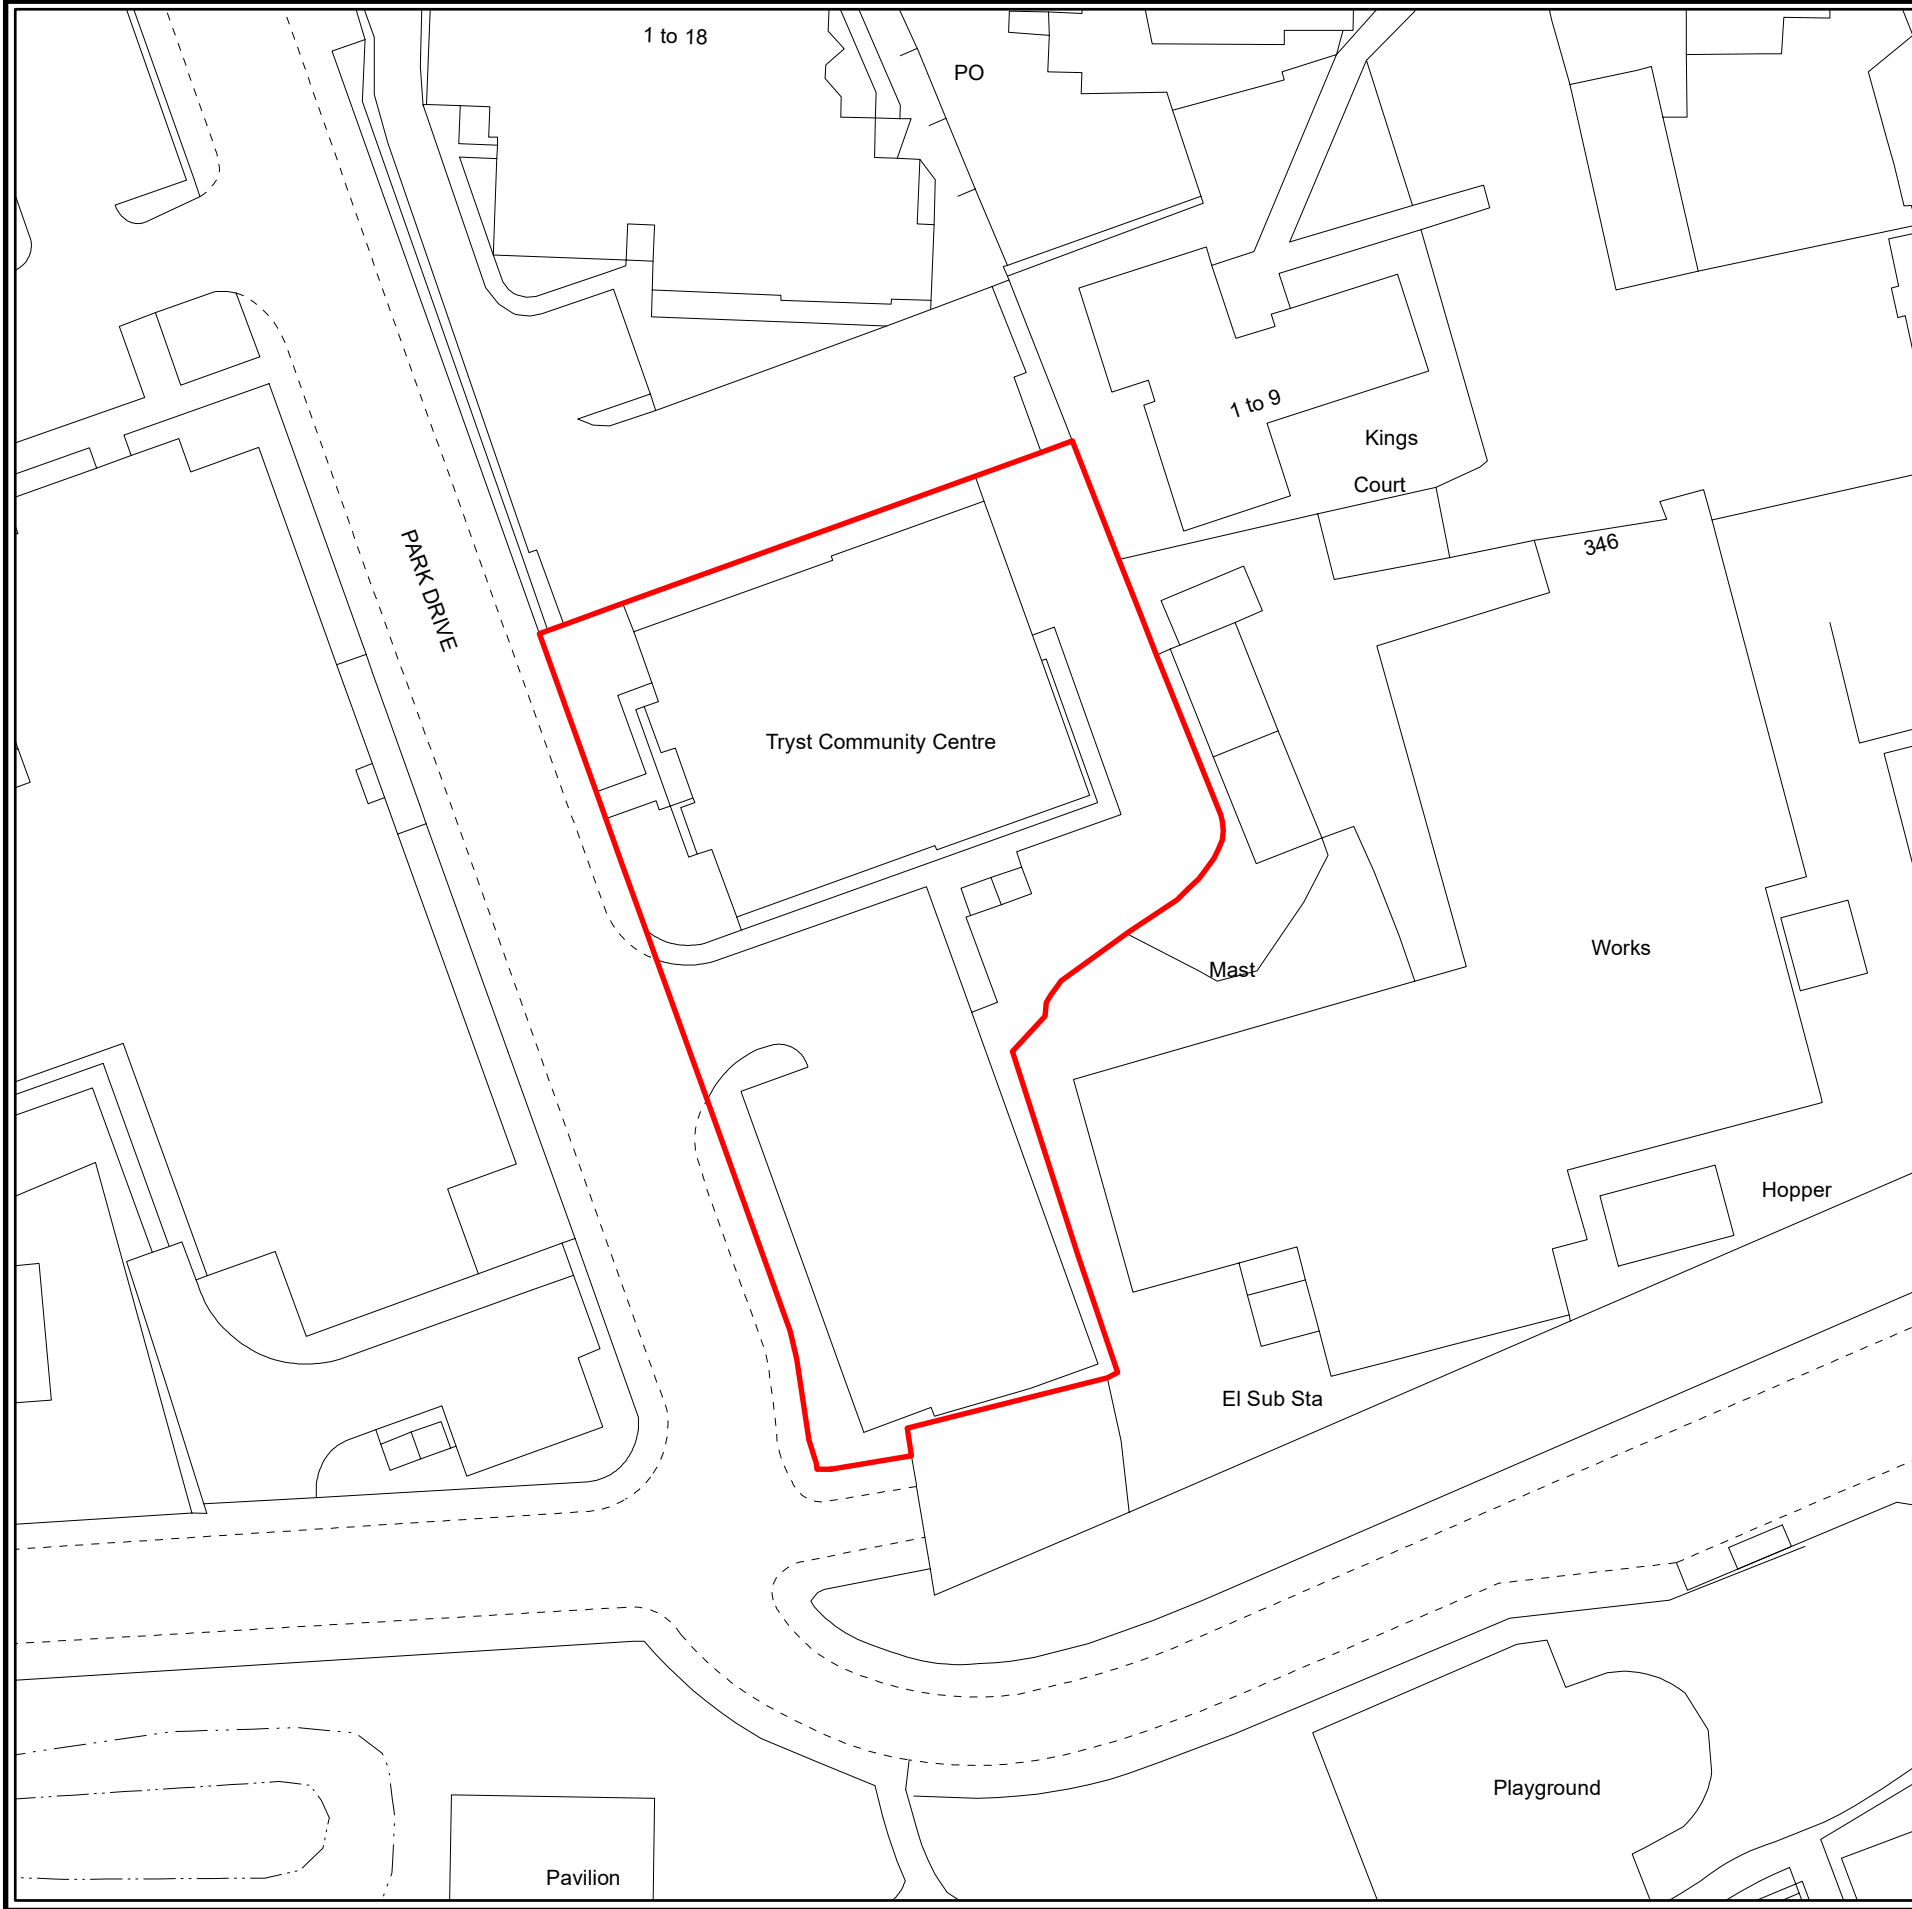 1 to 18
PO
1 to 9
Kings
Court
346
PARK DRIVE
Tryst Community Centre
Works
Mast
Hopper
El Sub Sta
Playground
Pavilion